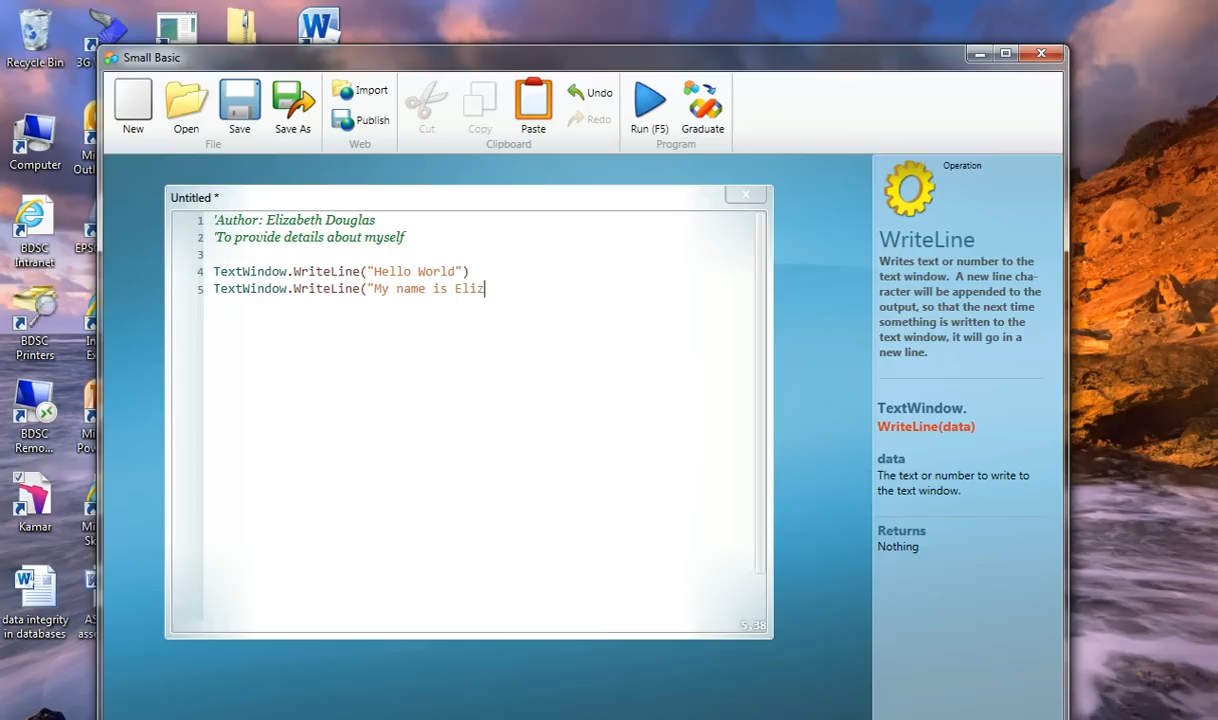 Recycle Bin
3G
Small Basic
New
Open
Save
Save As
File
Import
Publish
Web
Cut
Copy
Paste
Undo
Redo
Clipboard
Run (F5)
Graduate
Program
Computer
BDSC
Intranet
BDSC
Printers
BDSC
Remo...
Kamar
data integrity
in databases
Untitled *
1 'Author: Elizabeth Douglas
2 'To provide details about myself
3
4 TextWindow.WriteLine("Hello World")
5 TextWindow.WriteLine("My name is Eliz
5,38
Operation
WriteLine
Writes text or number to the
text window. A new line cha-
racter will be appended to the
output, so that the next time
something is written to the
text window, it will go in a
new line.
TextWindow.
WriteLine(data)
data
The text or number to write to
the text window.
Returns
Nothing